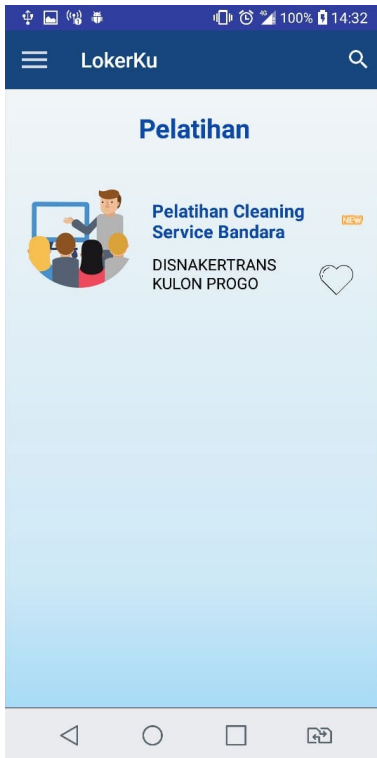 100% 14:32
LokerKu
Pelatihan
Pelatihan Cleaning
Service Bandara
NEW
DISNAKERTRANS
KULON PROGO